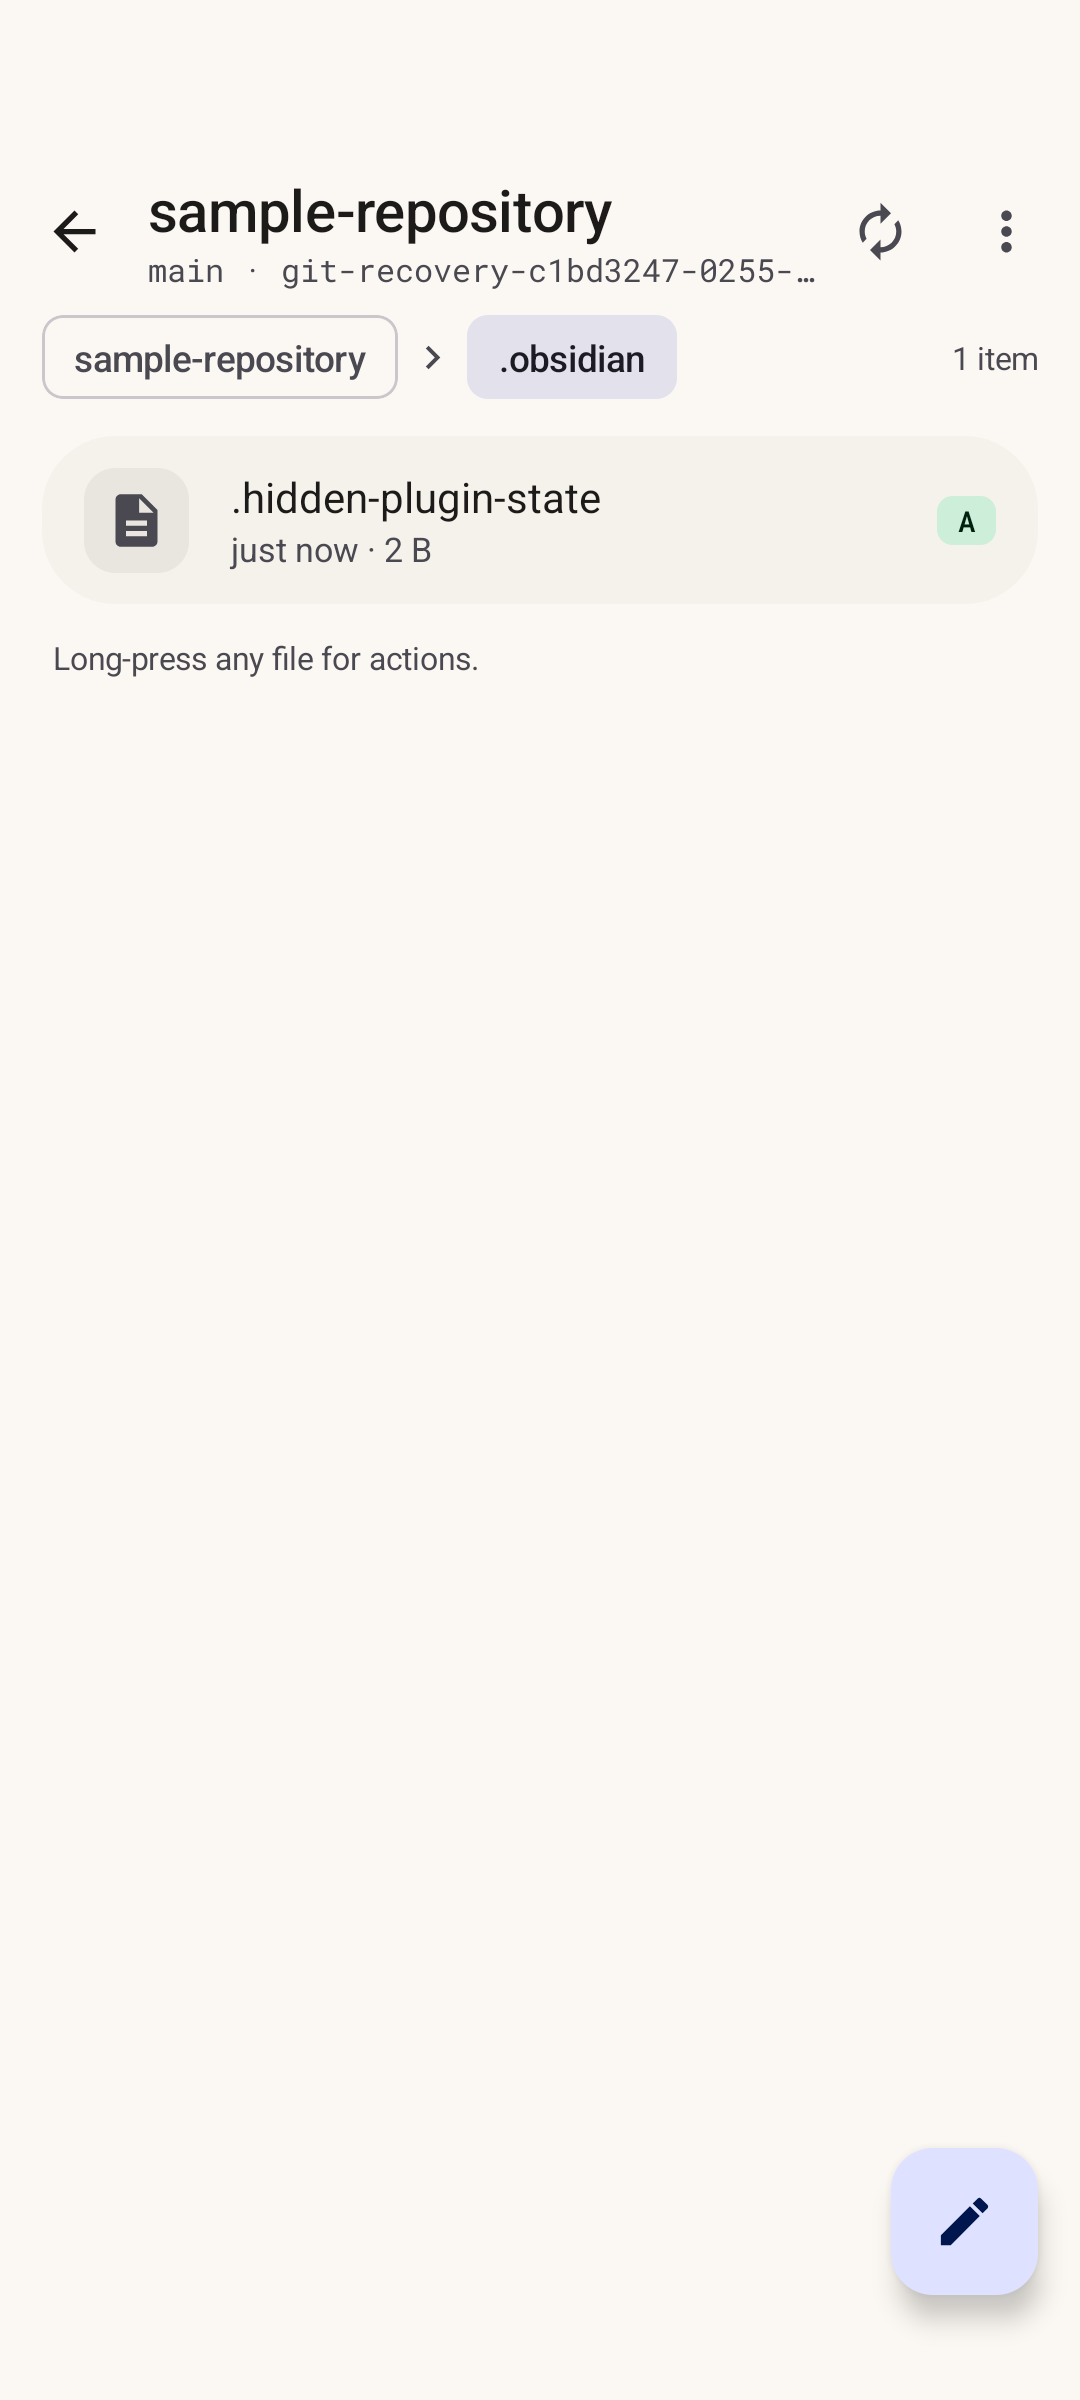 sample-repository
main · git-recovery-c1bd3247-0255-…
sample-repository
.obsidian
1 item
.hidden-plugin-state
just now · 2 B
A
Long-press any file for actions.